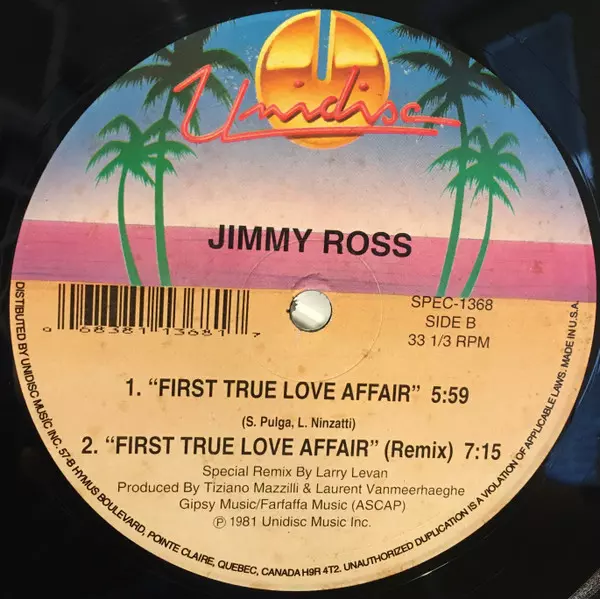 Unidisc
JIMMY ROSS
SPEC-1368
SIDE B
33 1/3 RPM
0 68381 13681 7
1. “FIRST TRUE LOVE AFFAIR” 5:59
(S. Pulga, L. Ninzatti)
2. “FIRST TRUE LOVE AFFAIR” (Remix) 7:15
Special Remix By Larry Levan
Produced By Tiziano Mazzilli & Laurent Vanmeerhaeghe
Gipsy Music/Farfaffa Music (ASCAP)
℗ 1981 Unidisc Music Inc.
DISTRIBUTED BY UNIDISC MUSIC INC. 57-B HYMUS BOULEVARD, POINTE CLAIRE, QUEBEC, CANADA H9R 4T2. UNAUTHORIZED DUPLICATION IS A VIOLATION OF APPLICABLE LAWS. MADE IN U.S.A.